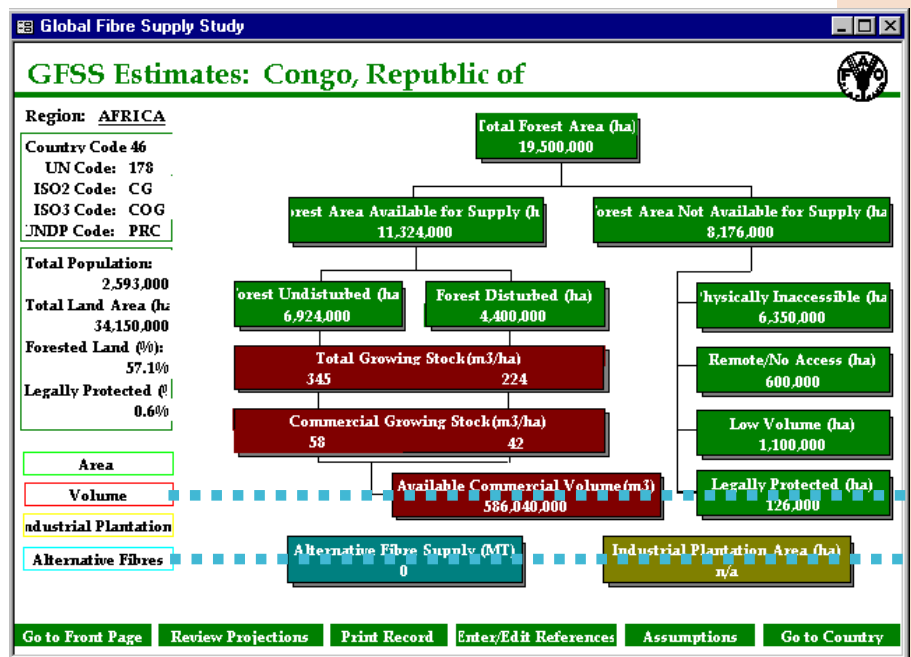 Global Fibre Supply Study
GFSS Estimates: Congo, Republic of
FAO
Region: AFRICA
Country Code 46
UN Code: 178
ISO2 Code: CG
ISO3 Code: COG
UNDP Code: PRC
Total Population:
2,593,000
Total Land Area (ha
34,150,000
Forested Land (%):
57.1%
Legally Protected (
0.6%
Area
Volume
ndustrial Plantation
Alternative Fibres
Total Forest Area (ha)
19,500,000
orest Area Available for Supply (h
11,324,000
orest Area Not Available for Supply (ha
8,176,000
orest Undisturbed (ha
6,924,000
Forest Disturbed (ha)
4,400,000
Total Growing Stock(m3/ha)
345 224
Commercial Growing Stock(m3/ha)
58 42
Available Commercial Volume(m3)
586,040,000
hysically Inaccessible (ha
6,350,000
Remote/No Access (ha)
600,000
Low Volume (ha)
1,100,000
Legally Protected (ha)
126,000
Alternative Fibre Supply (MT)
0
Industrial Plantation Area (ha)
n/a
Go to Front Page Review Projections Print Record Enter/Edit References Assumptions Go to Country